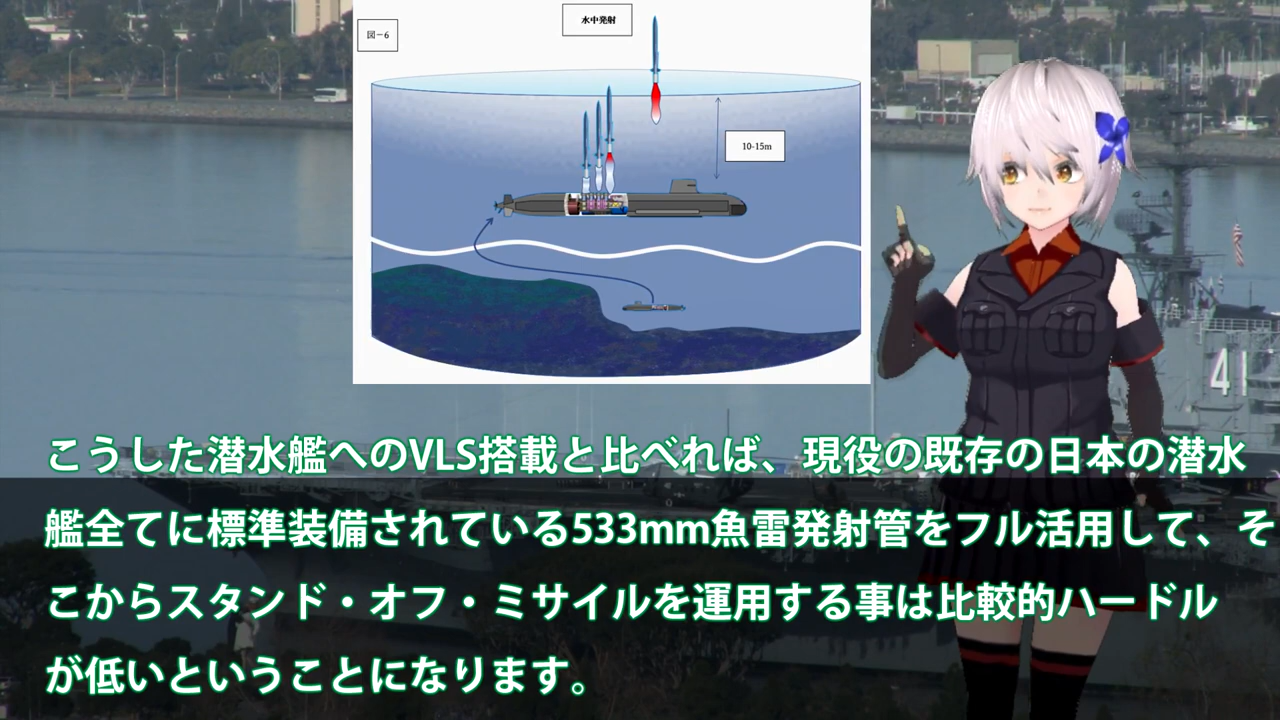 水中発射
図－6
10-15m
41
こうした潜水艦へのVLS搭載と比べれば、現役の既存の日本の潜水
艦全てに標準装備されている533mm魚雷発射管をフル活用して、そ
こからスタンド・オフ・ミサイルを運用する事は比較的ハードル
が低いということになります。